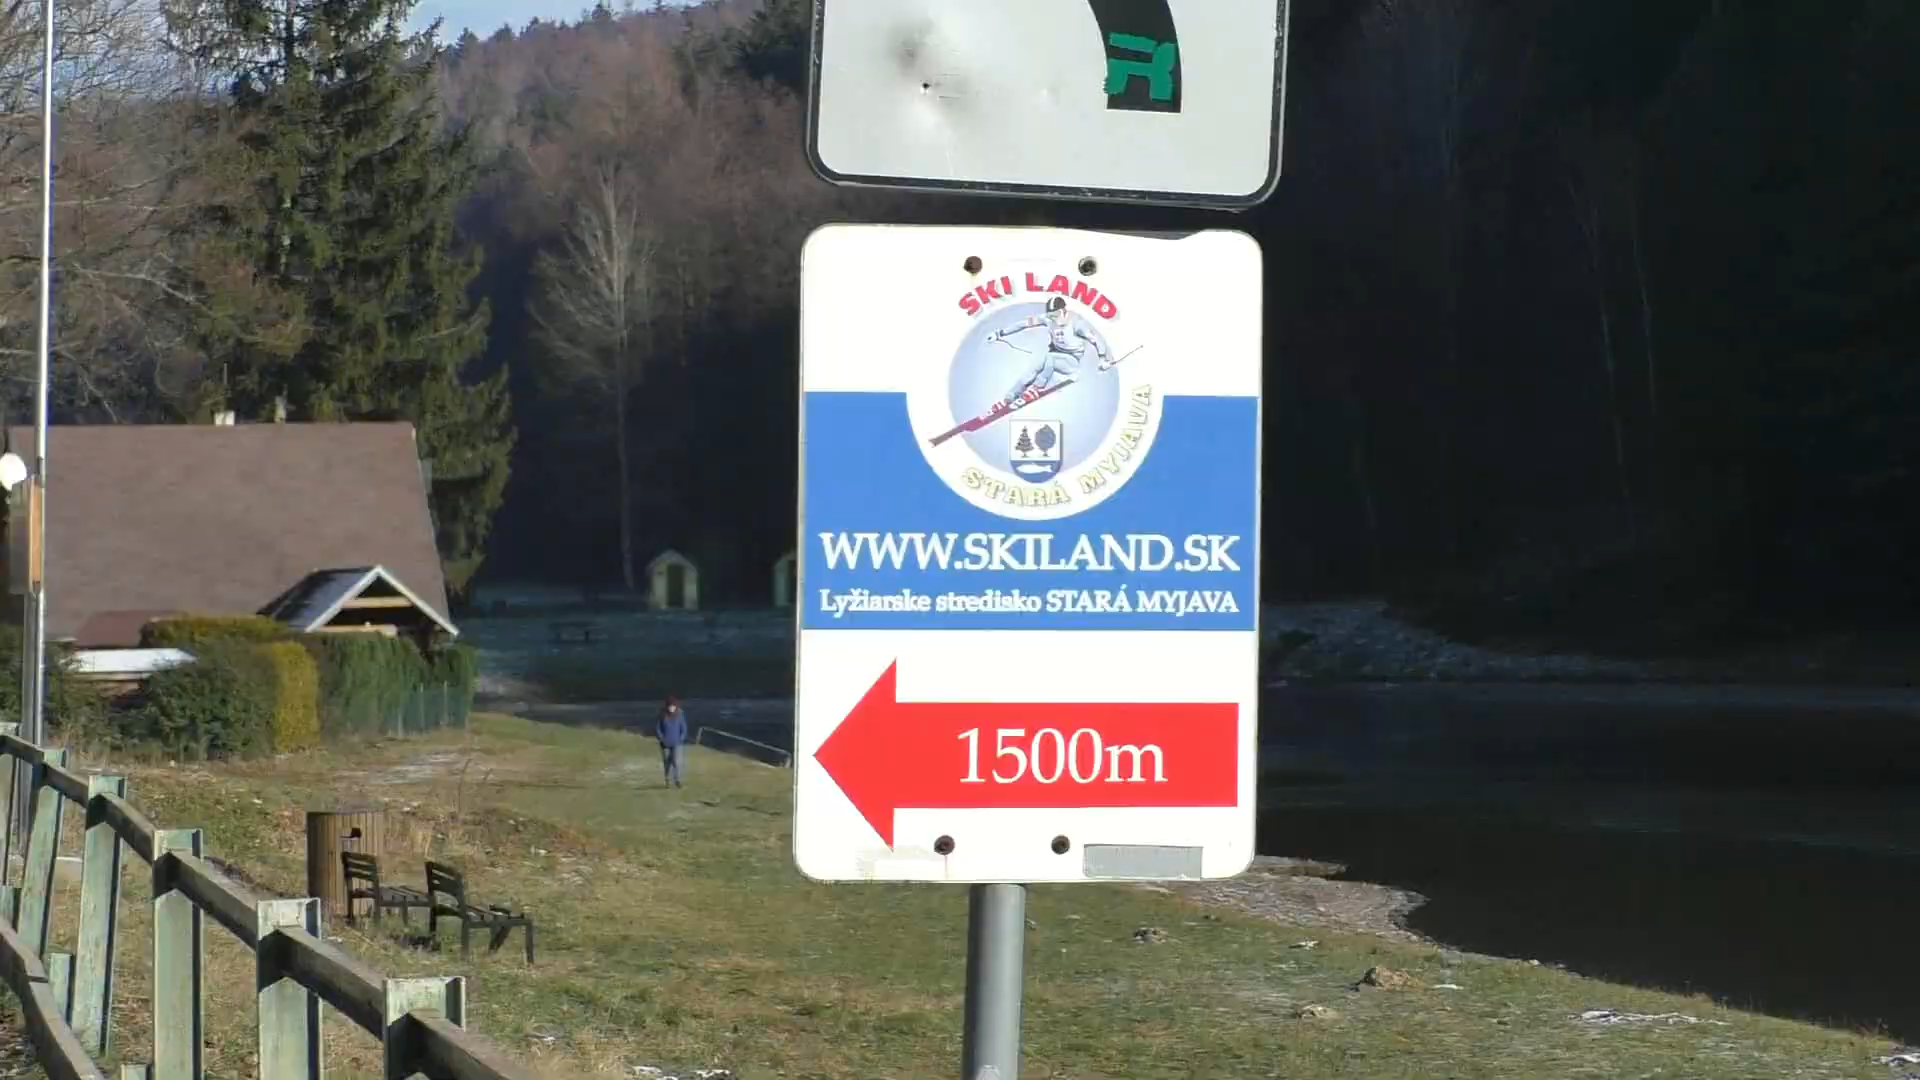 SKI LAND
STARÁ MYJAVA
WWW.SKILAND.SK
Lyžiarske stredisko STARÁ MYJAVA
1500m